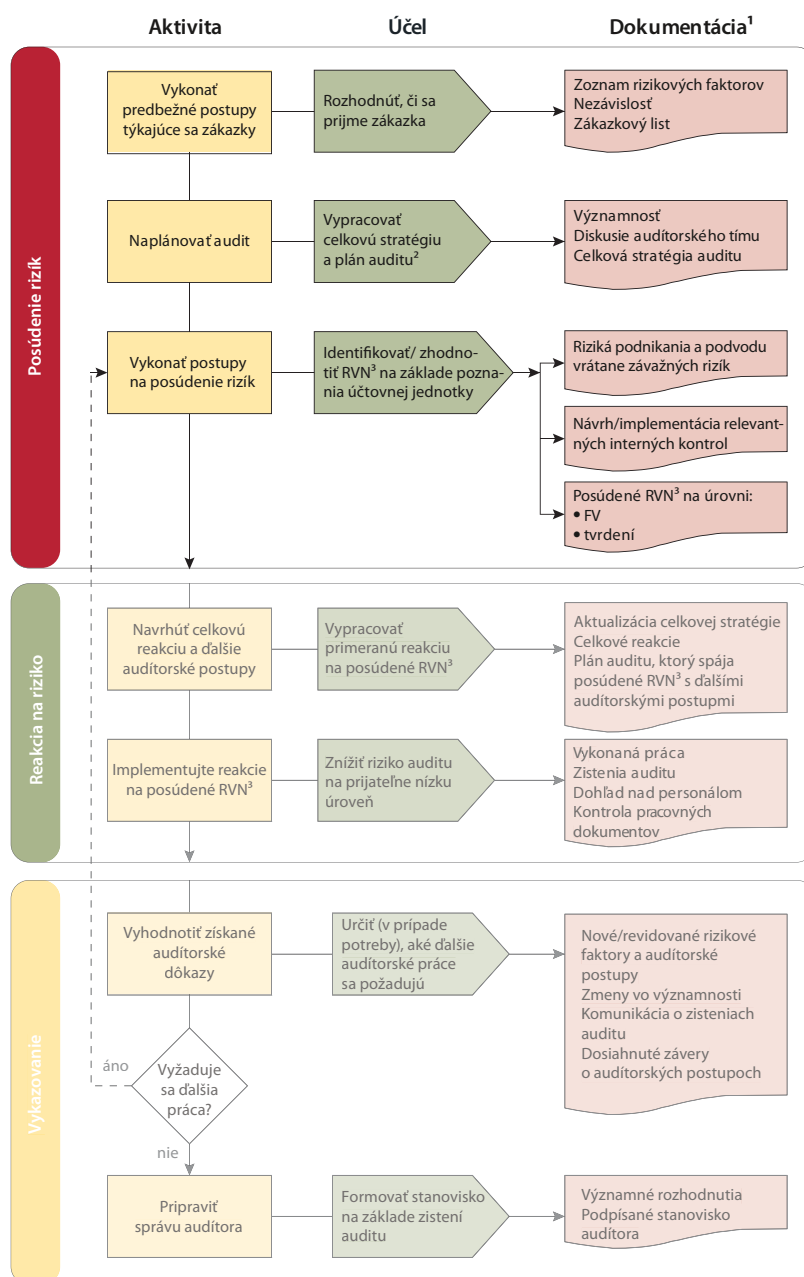 Aktivita
Účel
Dokumentácia¹
Posúdenie rizík
Vykonať
predbežné postupy
týkajúce sa zákazky
Rozhodnúť, či sa
prijme zákazka
Zoznam rizikových faktorov
Nezávislosť
Zákazkový list
Naplánovať audit
Vypracovať
celkovú stratégiu
a plán auditu²
Významnosť
Diskusie audítorského tímu
Celková stratégia auditu
Vykonať postupy
na posúdenie rizík
Identifikovať/ zhodno-
tiť RVN³ na základe pozna-
nia účtovnej jednotky
Riziká podnikania a podvodu
vrátane závažných rizík
Návrh/implementácia relevant-
ných interných kontrol
Posúdené RVN³ na úrovni:
• FV
• tvrdení
Reakcia na riziko
Navrhúť celkovú
reakciu a ďalšie
audítorské postupy
Vypracovať
primeranú reakciu
na posúdené RVN³
Aktualizácia celkovej stratégie
Celkové reakcie
Plán auditu, ktorý spája
posúdené RVN³ s ďalšími
audítorskými postupmi
Implementujte reakcie
na posúdené RVN³
Znížiť riziko auditu
na prijateľne nízku
úroveň
Vykonaná práca
Zistenia auditu
Dohľad nad personálom
Kontrola pracovných
dokumentov
Vykazovanie
Vyhodnotiť získané
audítorské
dôkazy
Určiť (v prípade
potreby), aké ďalšie
audítorské práce
sa požadujú
Nové/revidované rizikové
faktory a audítorské
postupy
Zmeny vo významnosti
Komunikácia o zisteniach
auditu
Dosiahnuté závery
o audítorských postupoch
áno
Vyžaduje
sa ďalšia
práca?
nie
Pripraviť
správu audítora
Formovať stanovisko
na základe zistení
auditu
Významné rozhodnutia
Podpísané stanovisko
audítora